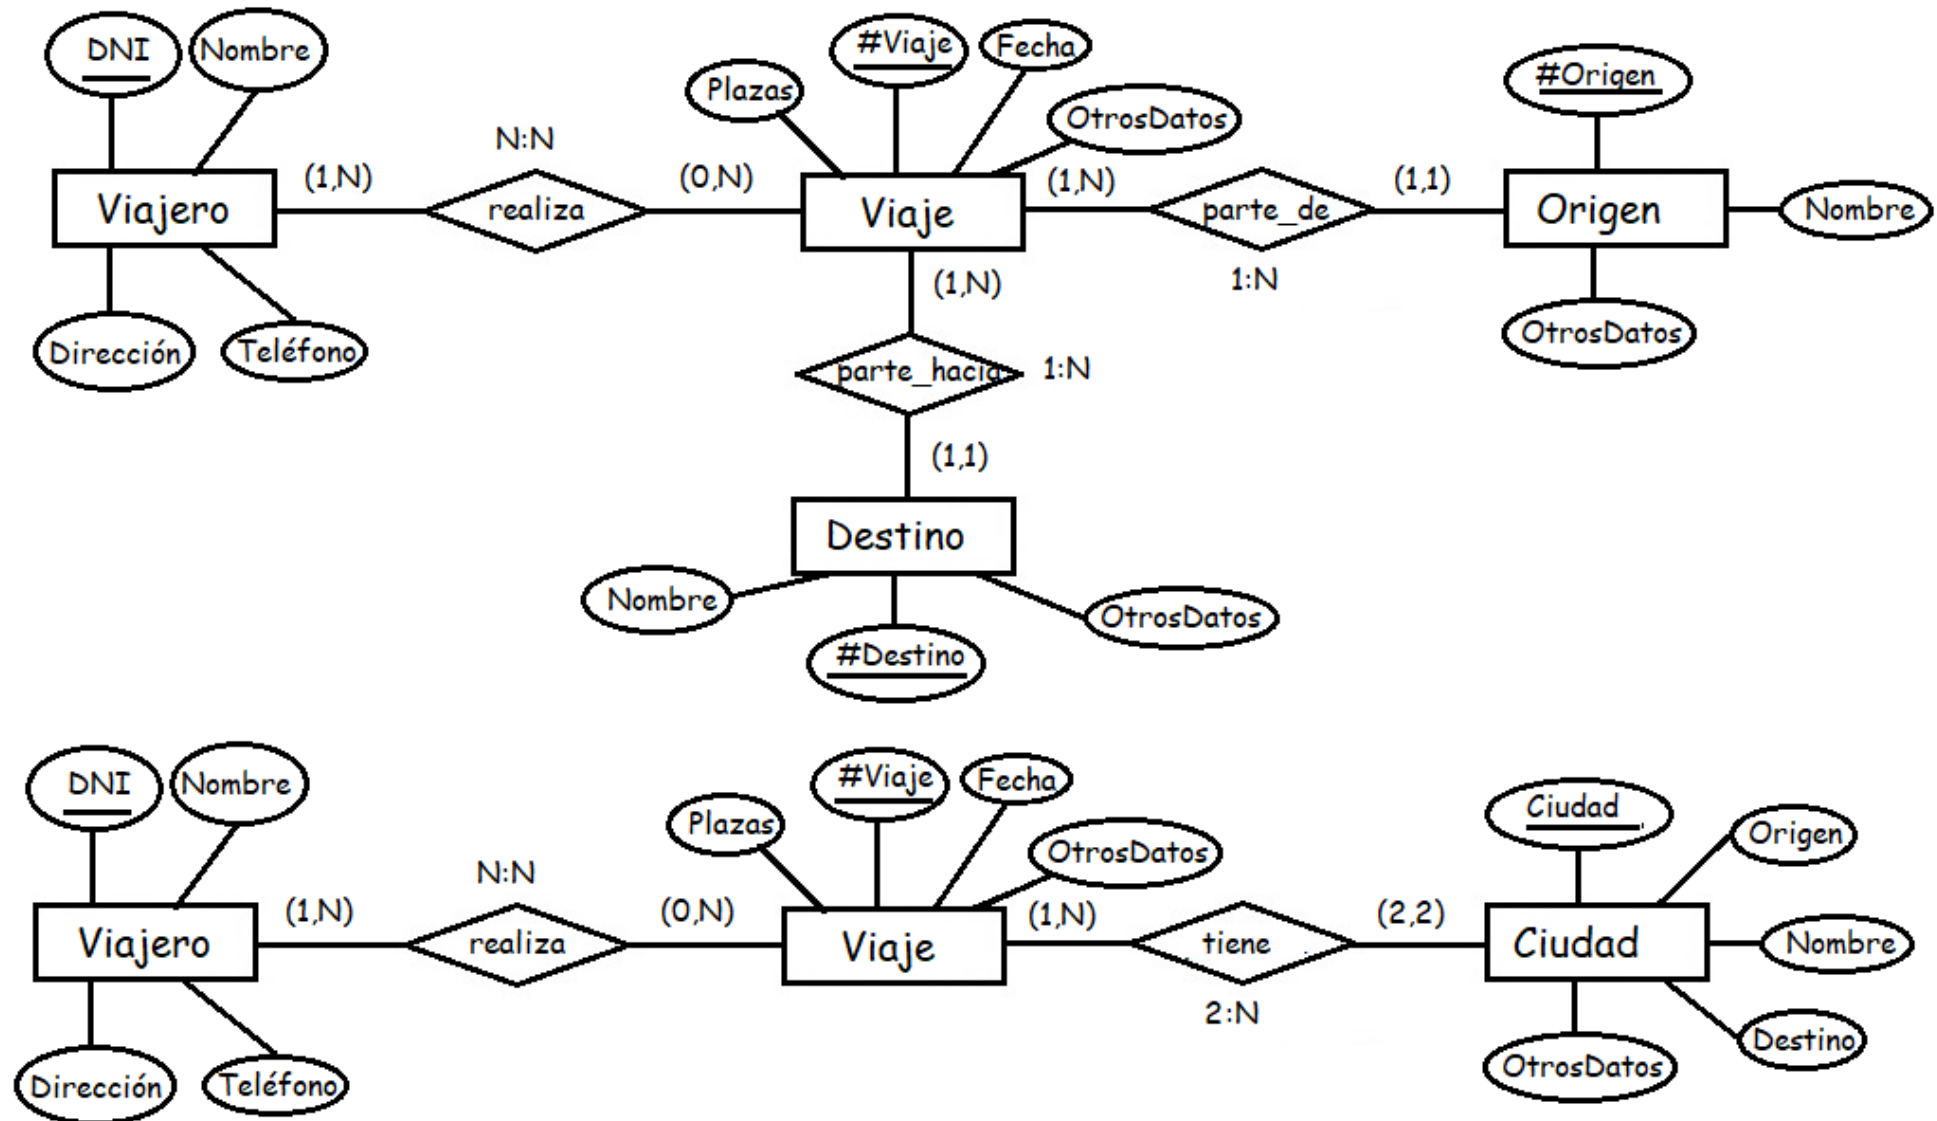 DNI
Nombre
#Viaje
Fecha
Plazas
OtrosDatos
#Origen
N:N
(1,N)
(0,N)
(1,N)
(1,1)
Viajero
realiza
Viaje
parte_de
Origen
Nombre
(1,N)
1:N
Dirección
Teléfono
OtrosDatos
parte_hacia
1:N
(1,1)
Destino
Nombre
OtrosDatos
#Destino
DNI
Nombre
#Viaje
Fecha
Plazas
OtrosDatos
Ciudad
Origen
N:N
(1,N)
(0,N)
(1,N)
(2,2)
Viajero
realiza
Viaje
tiene
Ciudad
Nombre
2:N
Dirección
Teléfono
OtrosDatos
Destino